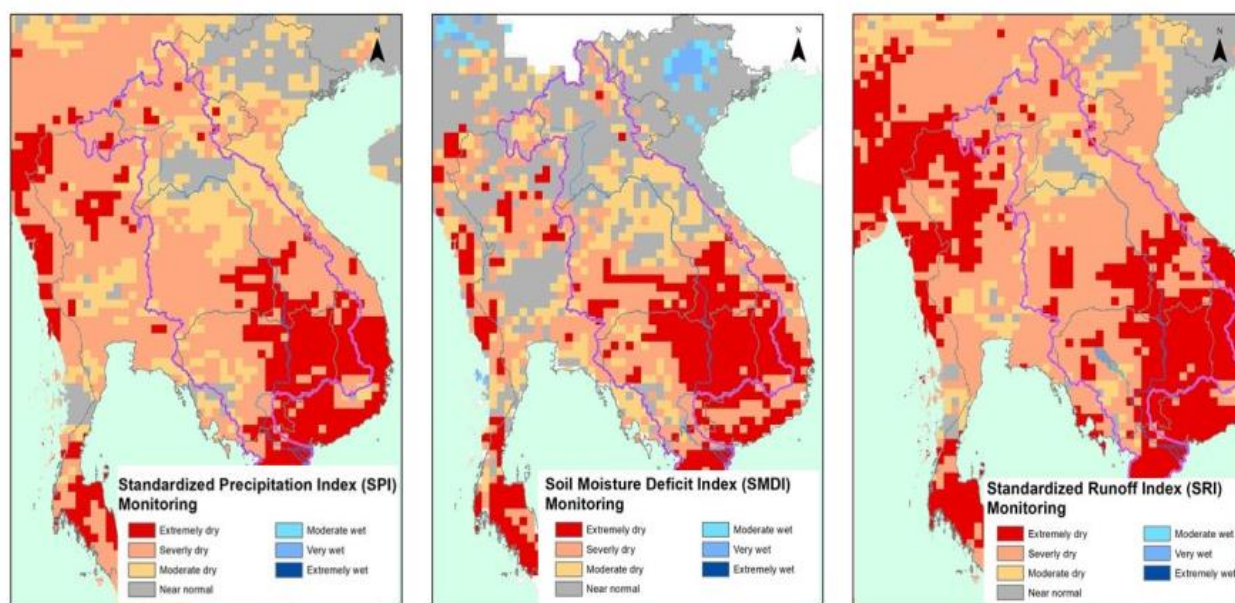 Standardized Precipitation Index (SPI)
Monitoring
Extremely dry
Severly dry
Moderate dry
Near normal
Moderate wet
Very wet
Extremely wet
Soil Moisture Deficit Index (SMDI)
Monitoring
Extremely dry
Severly dry
Moderate dry
Near normal
Moderate wet
Very wet
Extremely wet
Standardized Runoff Index (SRI)
Monitoring
Extremely dry
Severly dry
Moderate dry
Near normal
Moderate wet
Very wet
Extremely wet